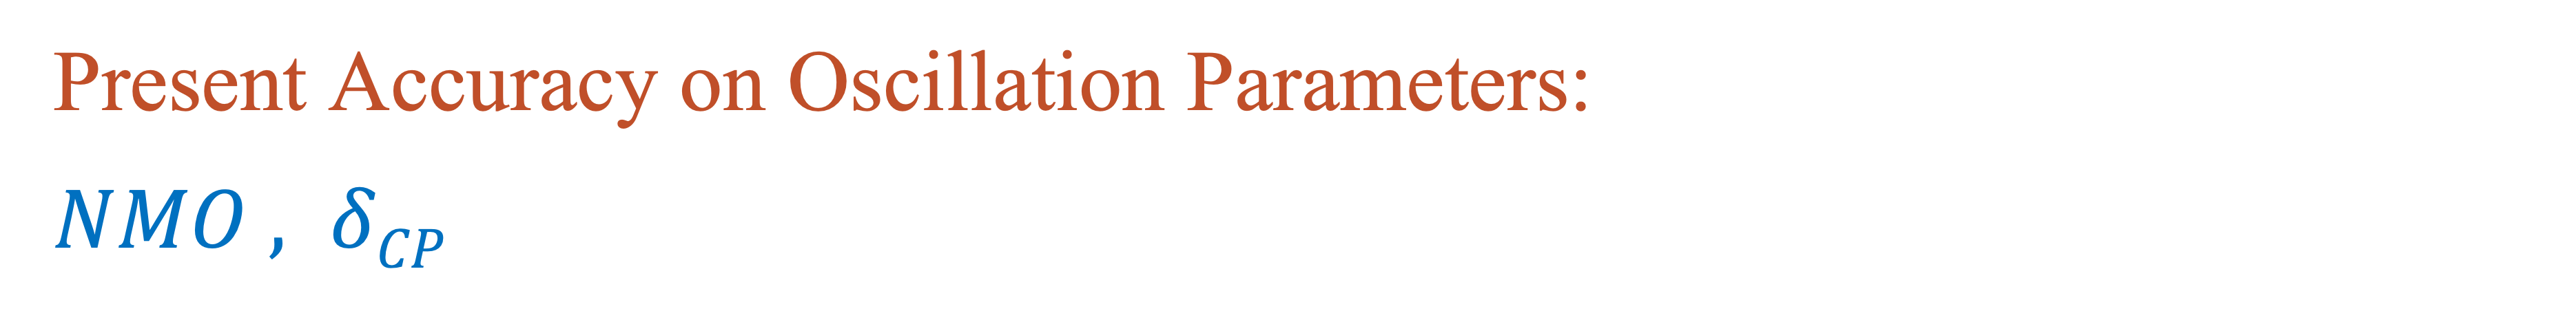 Present Accuracy on Oscillation Parameters:
NMO , δ_CP